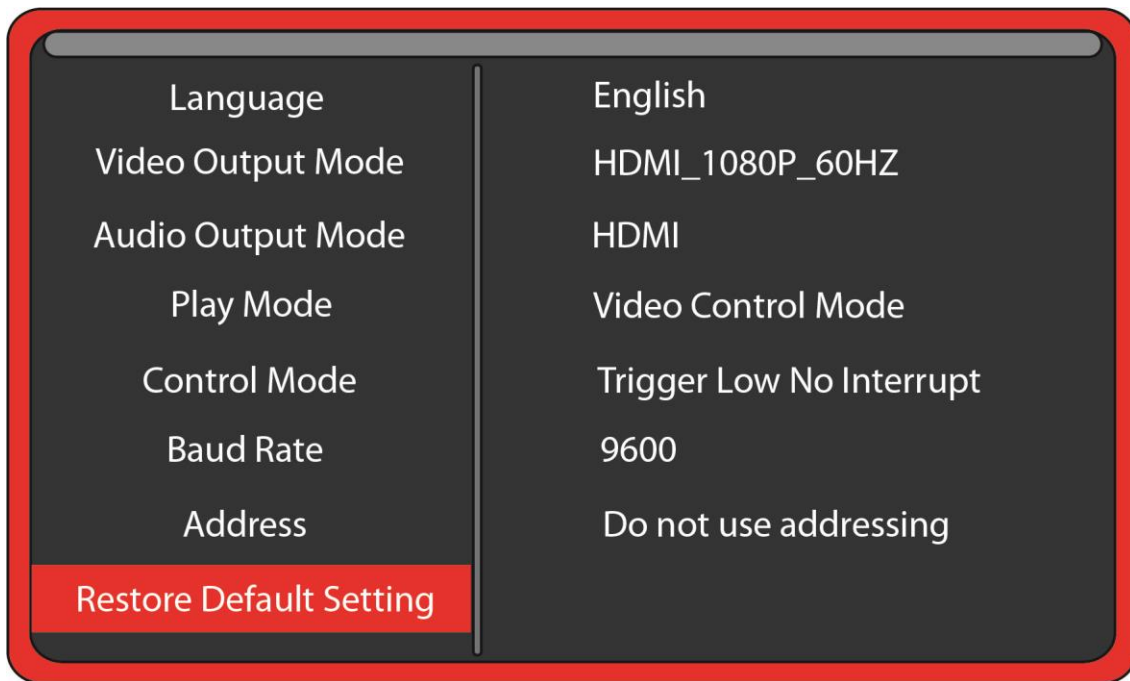 Language English
Video Output Mode HDMI_1080P_60HZ
Audio Output Mode HDMI
Play Mode Video Control Mode
Control Mode Trigger Low No Interrupt
Baud Rate 9600
Address Do not use addressing
Restore Default Setting